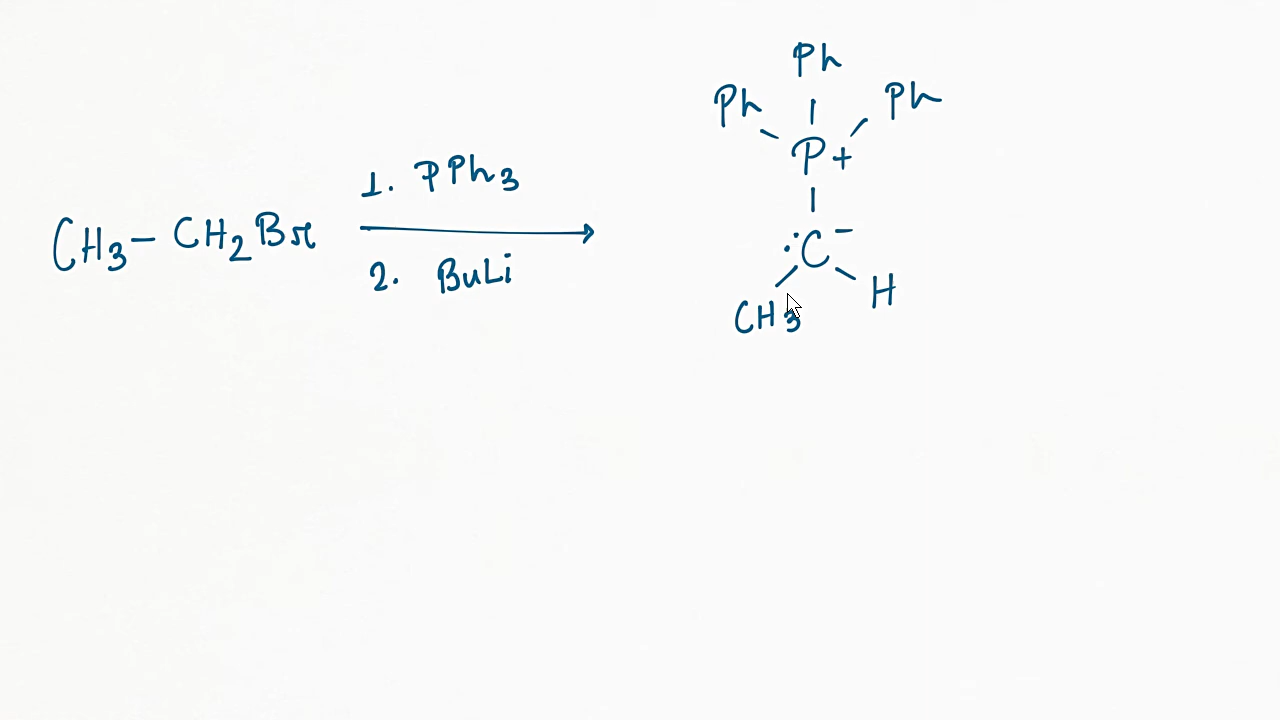 CH3 - CH2Br
1. PPh3
2. BuLi
Ph
Ph Ph
P+
:C-
CH3 H